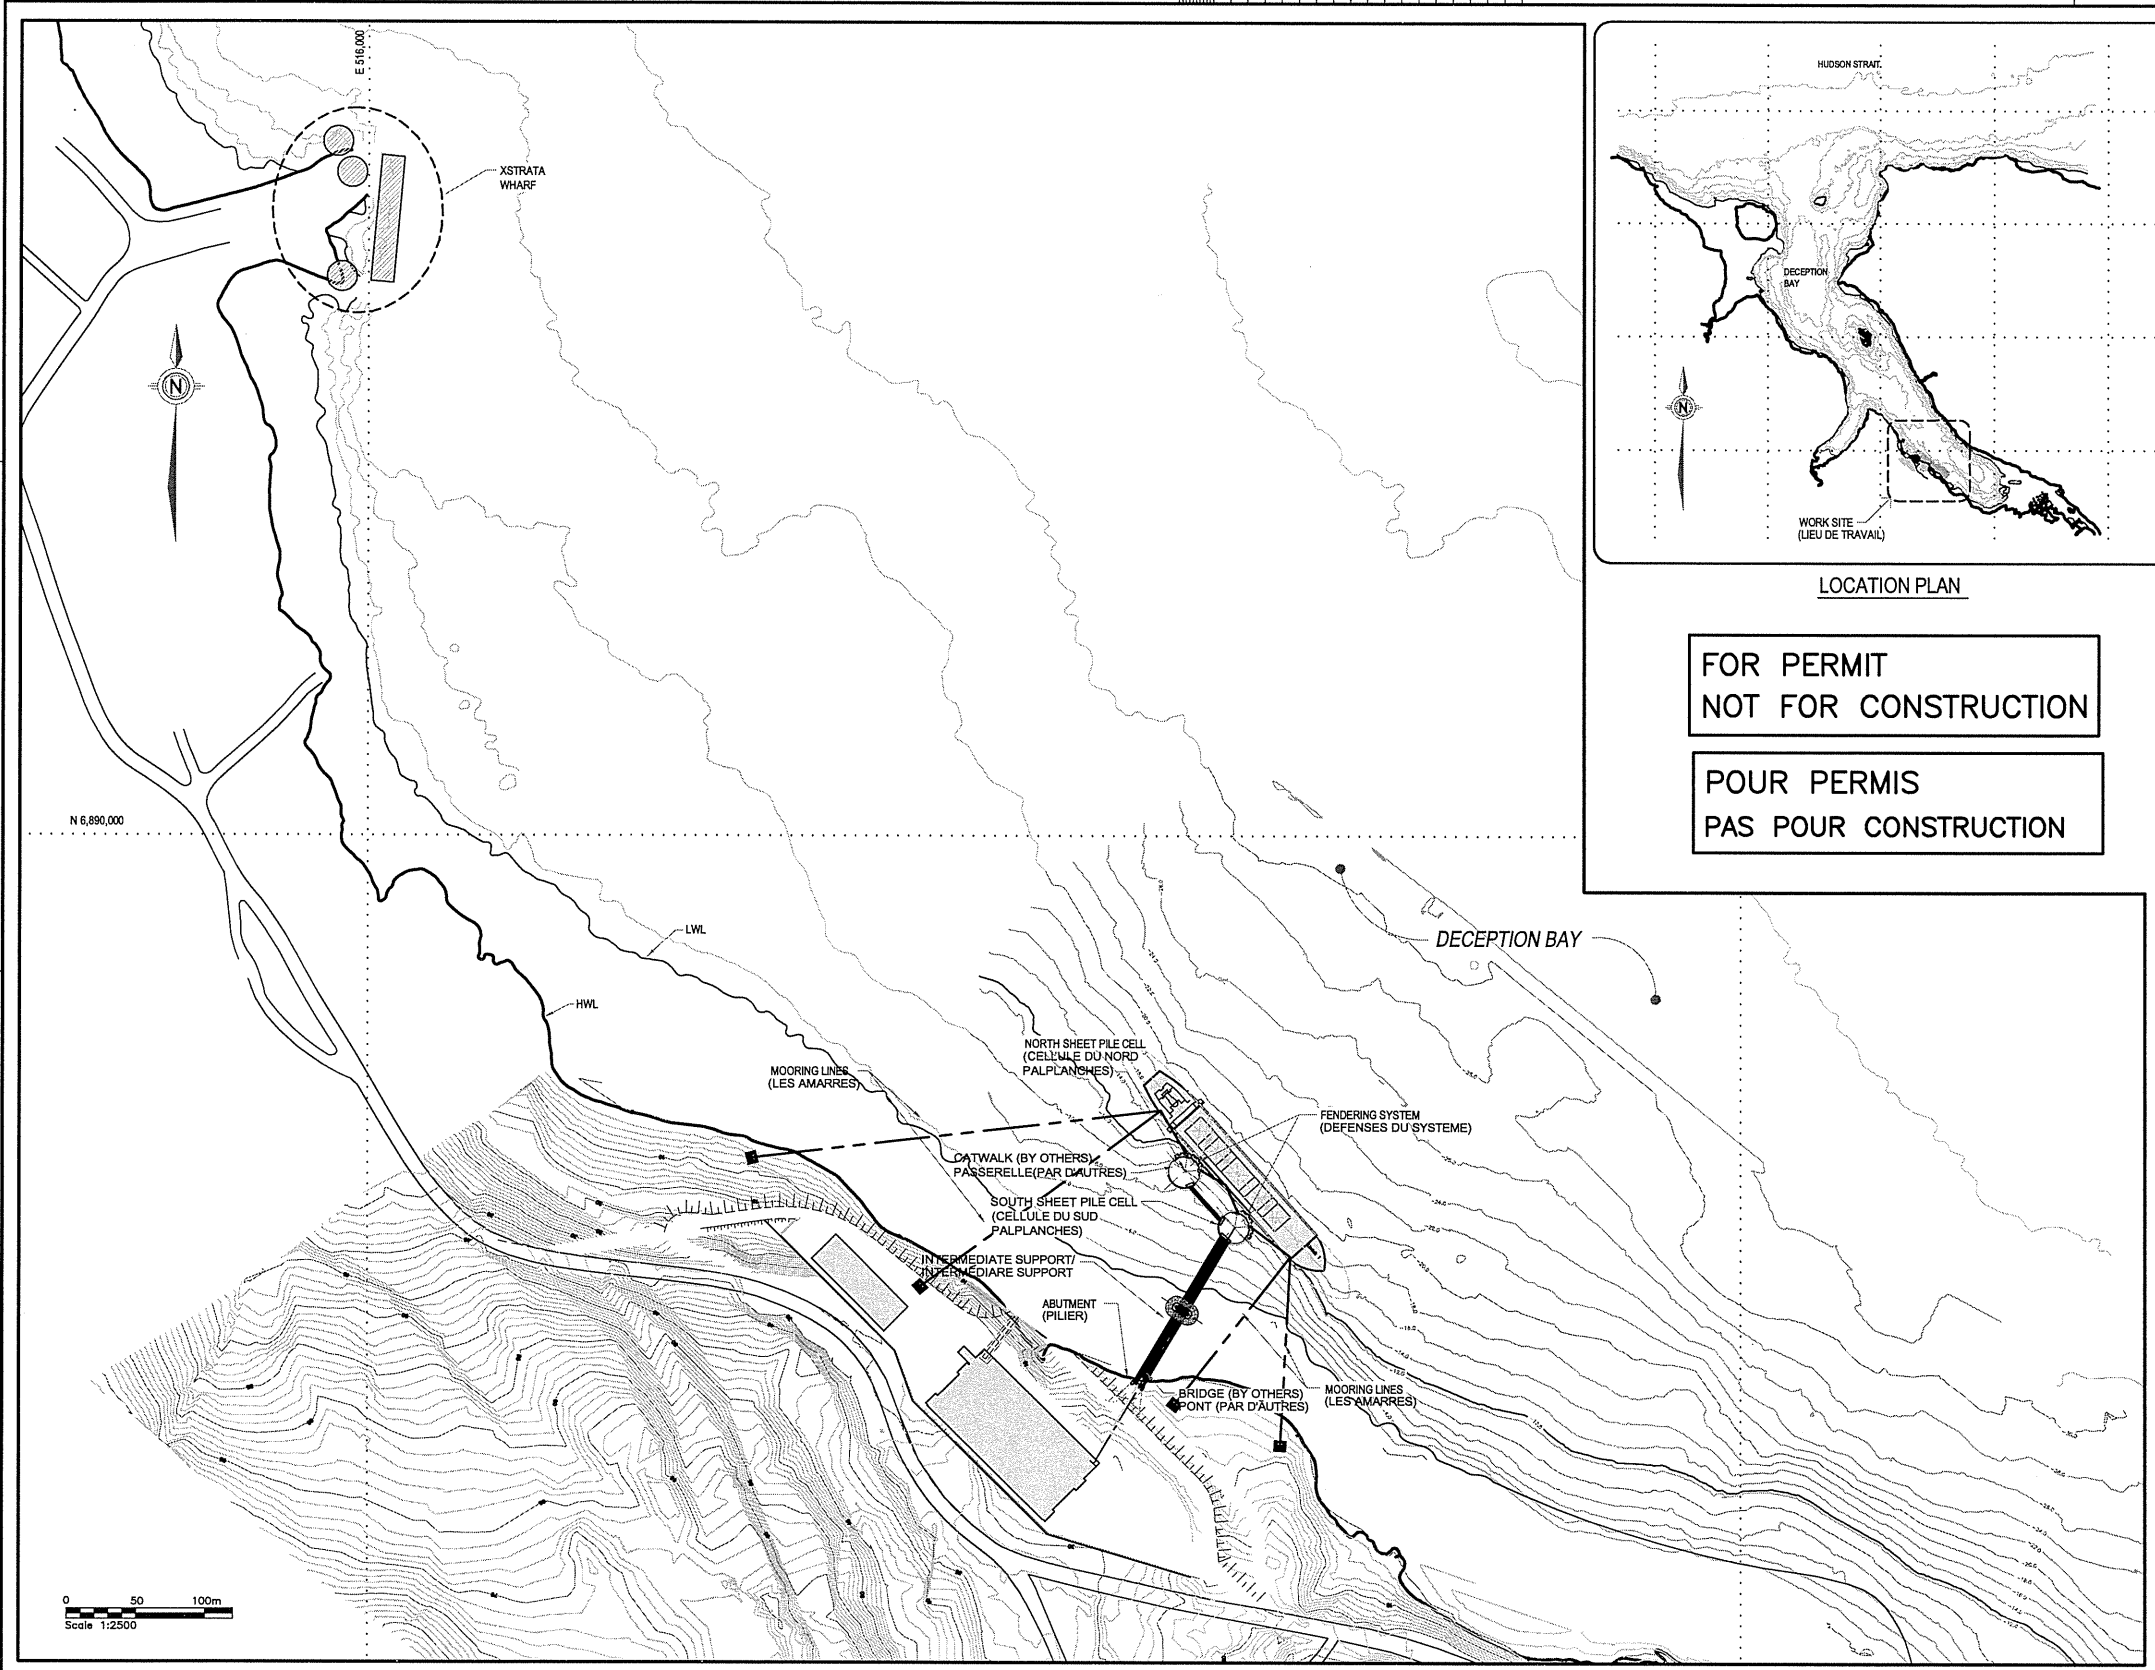 E 516,000
XSTRATA
WHARF
N
N 6,890,000
LWL
HWL
MOORING LINES
(LES AMARRES)
NORTH SHEET PILE CELL
(CELLULE DU NORD
PALPLANCHES)
FENDERING SYSTEM
(DEFENSES DU SYSTEME)
CATWALK (BY OTHERS)
PASSERELLE(PAR D'AUTRES)
SOUTH SHEET PILE CELL
(CELLULE DU SUD
PALPLANCHES)
INTERMEDIATE SUPPORT/
INTERMÉDIARE SUPPORT
ABUTMENT
(PILIER)
BRIDGE (BY OTHERS)
PONT (PAR D'AUTRES)
MOORING LINES
(LES AMARRES)
DECEPTION BAY
0 50 100m
Scale 1:2500
HUDSON STRAIT
DECEPTION
BAY
N
WORK SITE
(LIEU DE TRAVAIL)
LOCATION PLAN
FOR PERMIT
NOT FOR CONSTRUCTION
POUR PERMIS
PAS POUR CONSTRUCTION